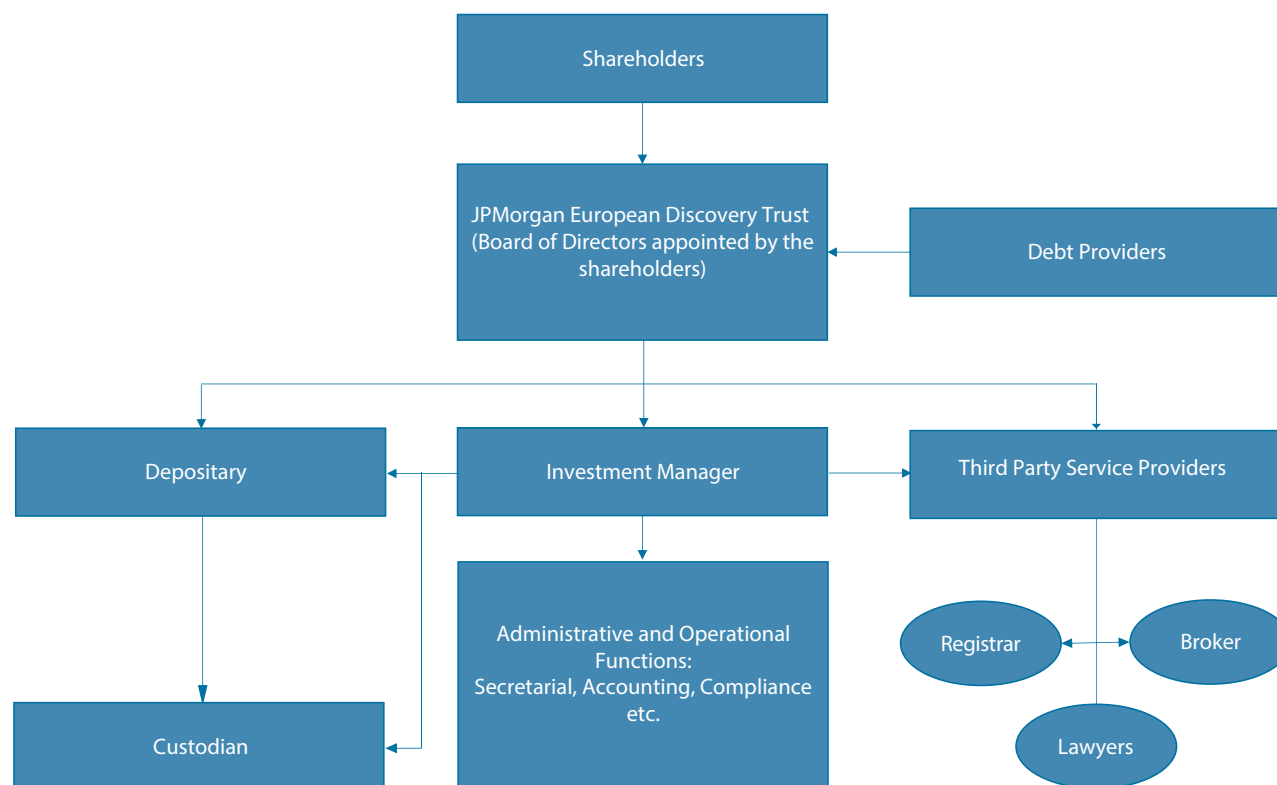 Shareholders
JPMorgan European Discovery Trust
(Board of Directors appointed by the
shareholders)
Debt Providers
Depositary
Investment Manager
Third Party Service Providers
Administrative and Operational
Functions:
Secretarial, Accounting, Compliance
etc.
Registrar
Broker
Custodian
Lawyers